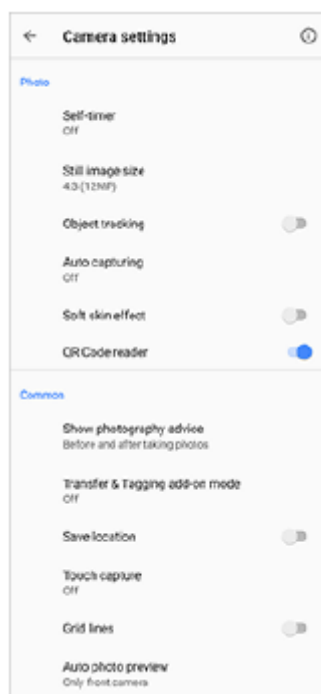 Camera settings
Photo
Self-timer
Off
Still image size
4:3 (12MP)
Object tracking
Auto capturing
Off
Soft skin effect
QR Code reader
Common
Show photography advice
Before and after taking photos
Transfer & Tagging add-on mode
Off
Save location
Touch capture
Off
Grid lines
Auto photo preview
Only front camera